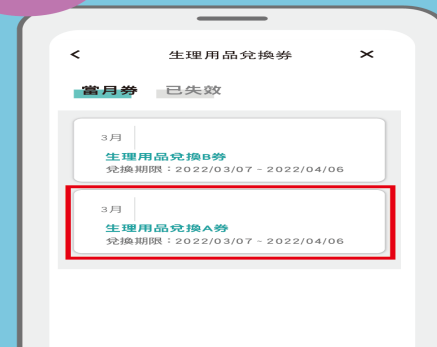 < 生理用品兌換券 ×
當月券 已失效
3月
生理用品兌換B券
兌換期限：2022/03/07 - 2022/04/06
3月
生理用品兌換A券
兌換期限：2022/03/07 - 2022/04/06